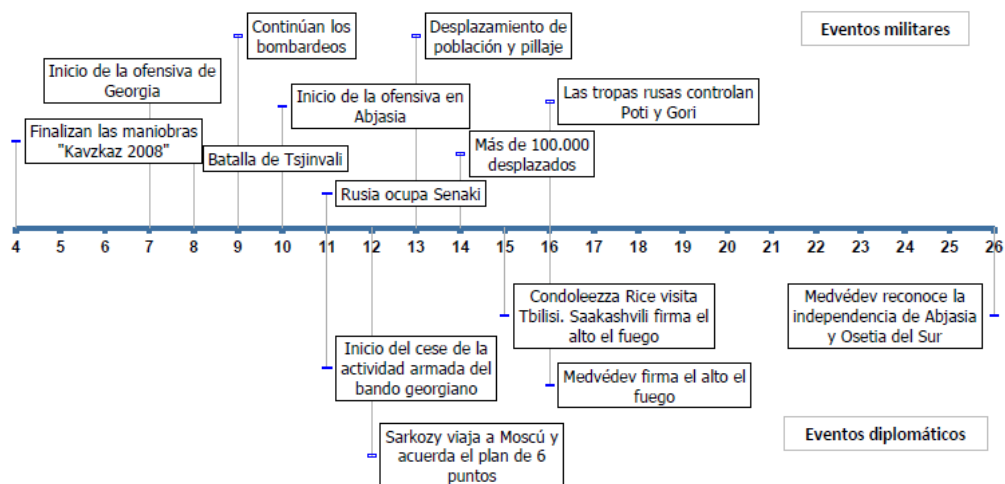 Continúan los
bombardeos
Desplazamiento de
población y pillaje
Eventos militares
Inicio de la ofensiva de
Georgia
Inicio de la ofensiva en
Abjasia
Las tropas rusas controlan
Poti y Gori
Finalizan las maniobras
"Kavzkaz 2008"
Batalla de Tsjinvali
Más de 100.000
desplazados
Rusia ocupa Senaki
4 5 6 7 8 9 10 11 12 13 14 15 16 17 18 19 20 21 22 23 24 25 26
Condoleezza Rice visita
Tbilisi. Saakashvili firma el
alto el fuego
Medvédev reconoce la
independencia de Abjasia
y Osetia del Sur
Inicio del cese de la
actividad armada del
bando georgiano
Medvédev firma el alto el
fuego
Sarkozy viaja a Moscú y
acuerda el plan de 6
puntos
Eventos diplomáticos